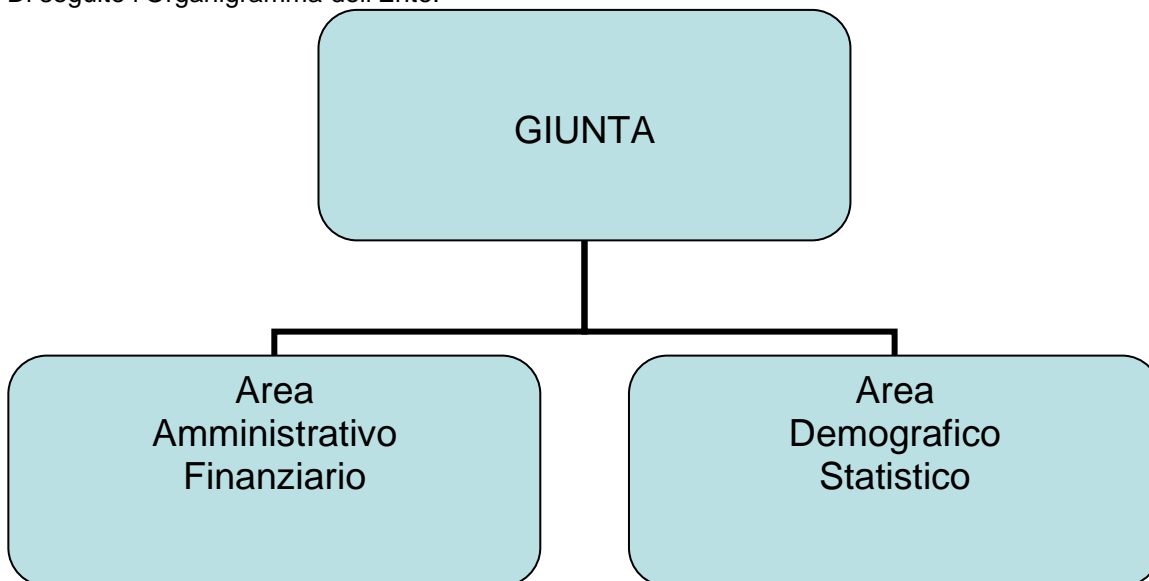 Di seguito l'Organigramma dell'Ente:
GIUNTA
Area
Amministrativo
Finanziario
Area
Demografico
Statistico